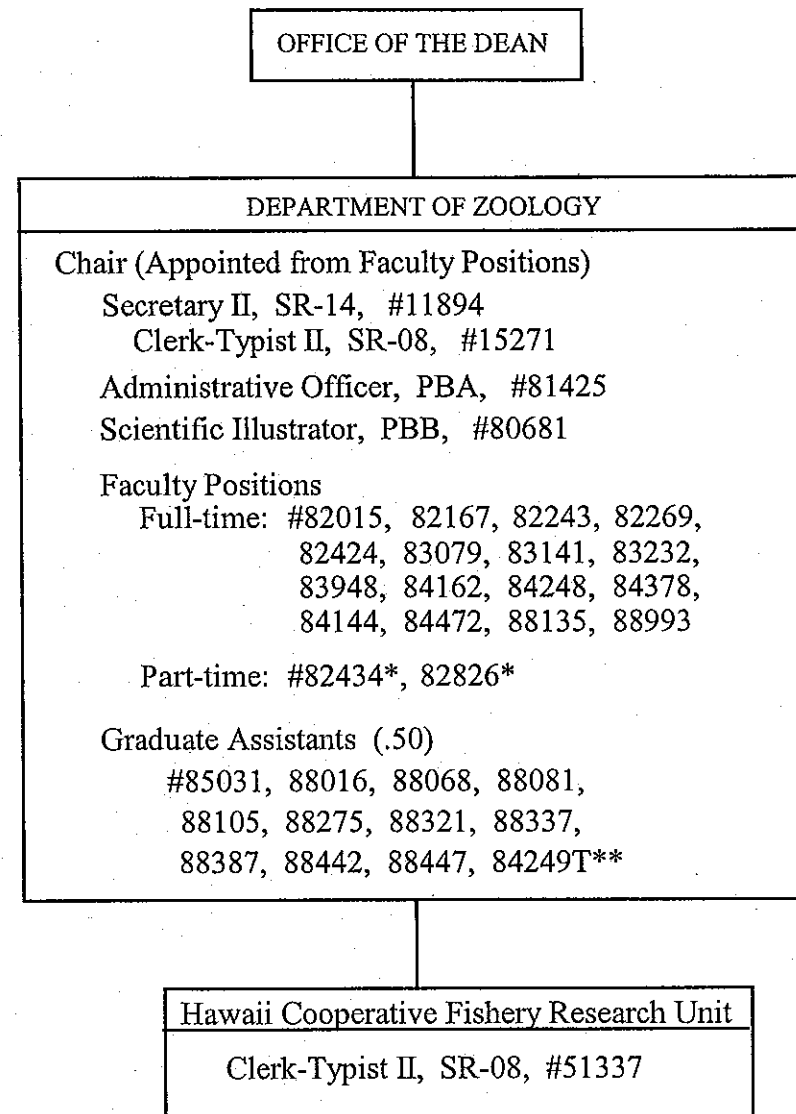 OFFICE OF THE DEAN
DEPARTMENT OF ZOOLOGY
Chair (Appointed from Faculty Positions)
Secretary II, SR-14, #11894
Clerk-Typist II, SR-08, #15271
Administrative Officer, PBA, #81425
Scientific Illustrator, PBB, #80681
Faculty Positions
Full-time: #82015, 82167, 82243, 82269,
82424, 83079, 83141, 83232,
83948, 84162, 84248, 84378,
84144, 84472, 88135, 88993
Part-time: #82434*, 82826*
Graduate Assistants (.50)
#85031, 88016, 88068, 88081,
88105, 88275, 88321, 88337,
88387, 88442, 88447, 84249T**
Hawaii Cooperative Fishery Research Unit
Clerk-Typist II, SR-08, #51337